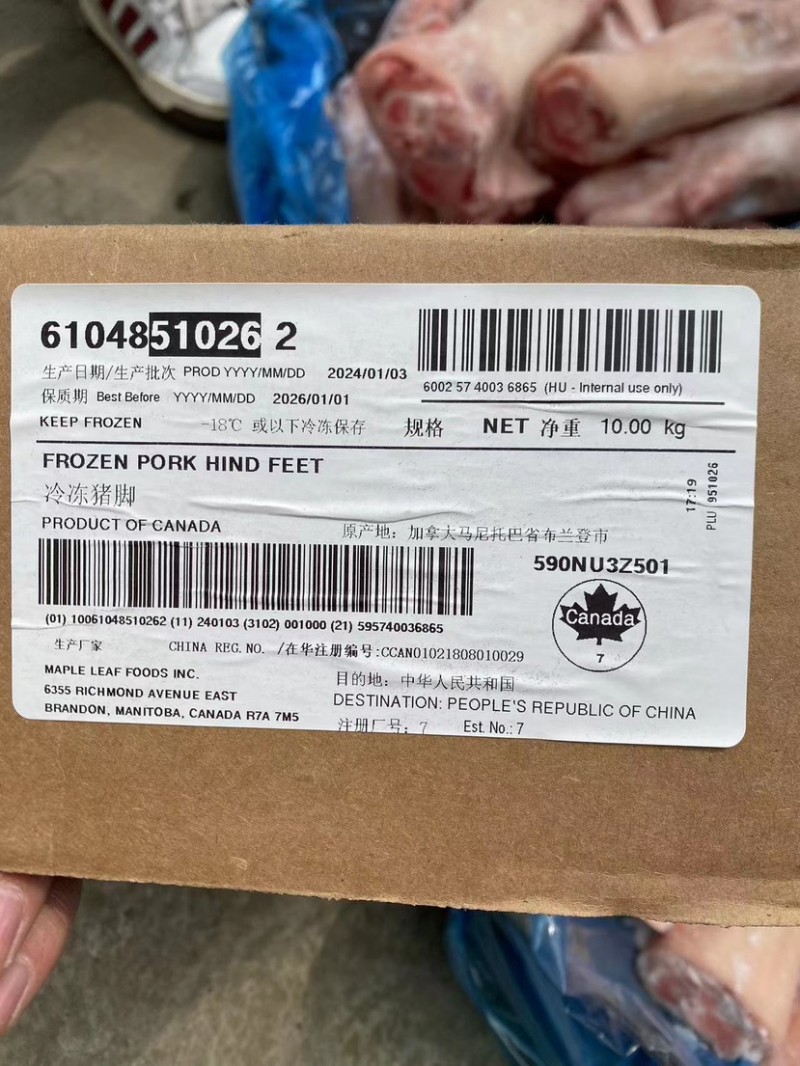 61048510262
生产日期/生产批次 PROD YYYY/MM/DD 2024/01/03
保质期 Best Before YYYY/MM/DD 2026/01/01
KEEP FROZEN -18℃ 或以下冷冻保存
6002 57 4003 6865 (HU - Internal use only)
规格 NET 净重 10.00 kg
FROZEN PORK HIND FEET
冷冻猪脚
PRODUCT OF CANADA
原产地: 加拿大马尼托巴省布兰登市
17:19
PLU 951026
590NU3Z501
(01) 10061048510262 (11) 240103 (3102) 001000 (21) 595740036865
Canada
7
生产厂家 CHINA REG. NO. /在华注册编号:CCAN01021808010029
MAPLE LEAF FOODS INC.
6355 RICHMOND AVENUE EAST
BRANDON, MANITOBA, CANADA R7A 7M5
目的地: 中华人民共和国
DESTINATION: PEOPLE'S REPUBLIC OF CHINA
注册厂号: 7 Est. No.: 7